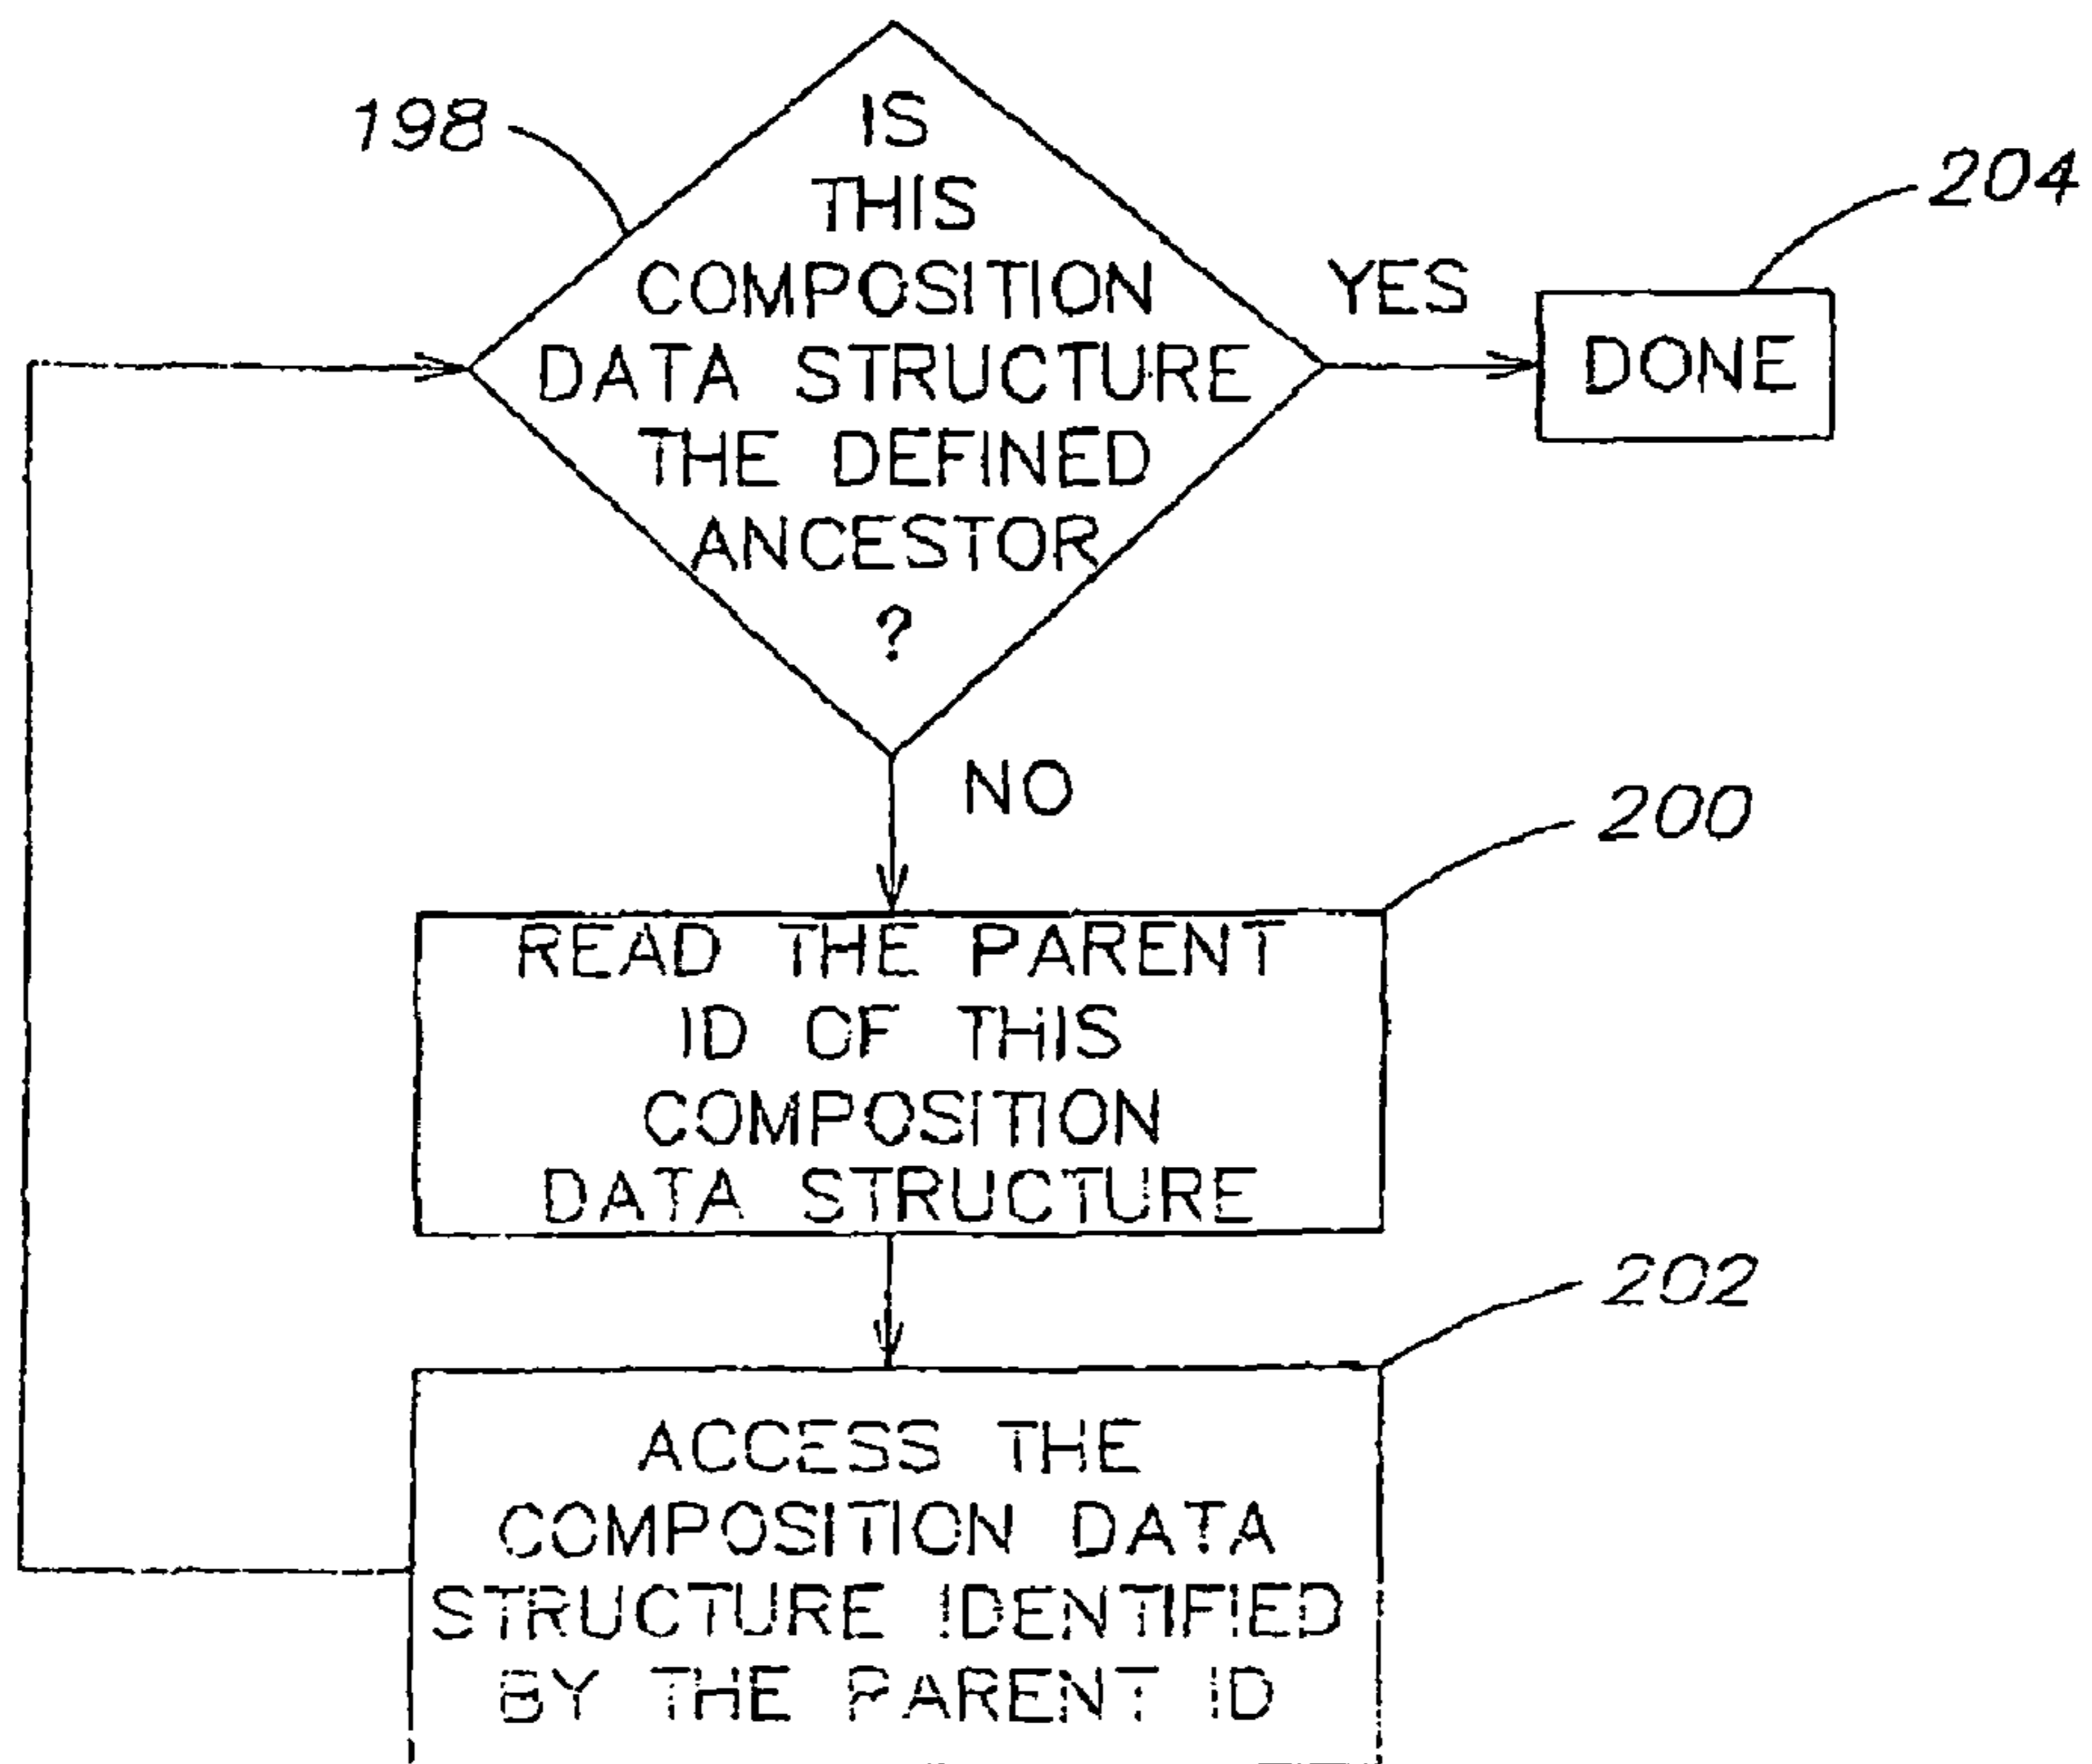 198
IS
THIS
COMPOSITION
DATA STRUCTURE
THE DEFINED
ANCESTOR
?
YES
204
DONE
NO
200
READ THE PARENT
ID OF THIS
COMPOSITION
DATA STRUCTURE
202
ACCESS THE
COMPOSITION DATA
STRUCTURE IDENTIFIED
BY THE PARENT ID